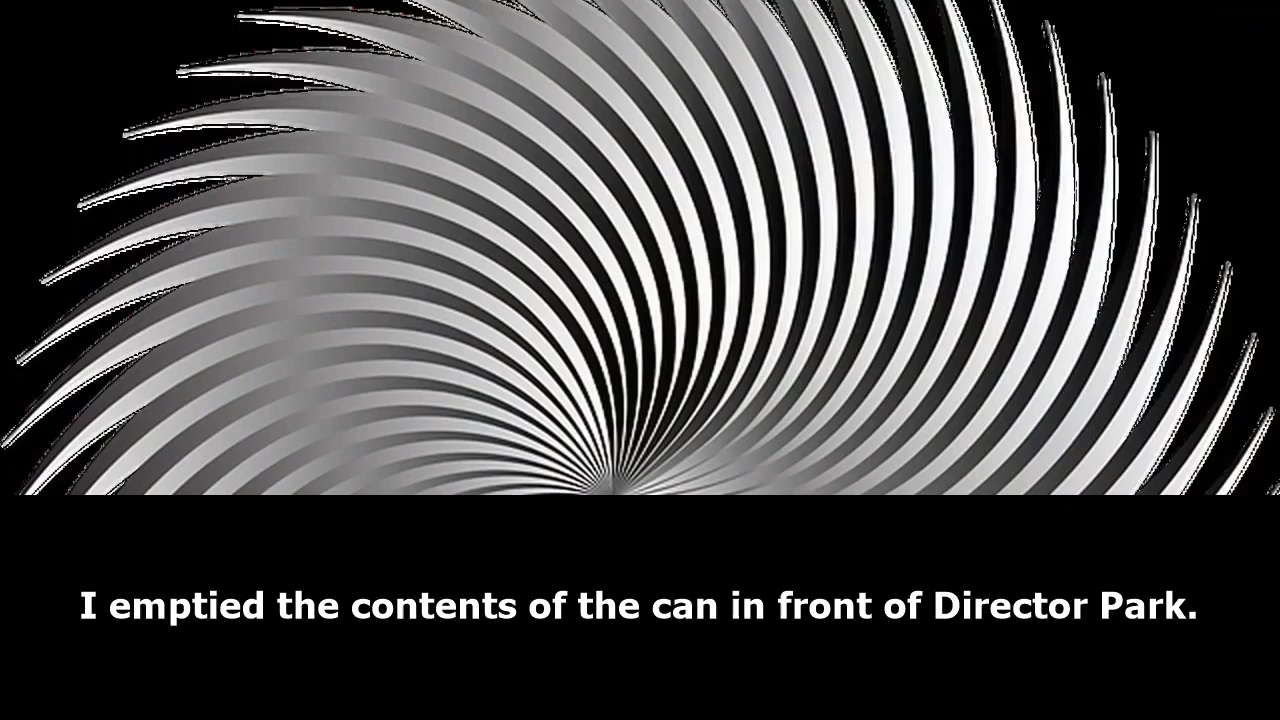 I emptied the contents of the can in front of Director Park.